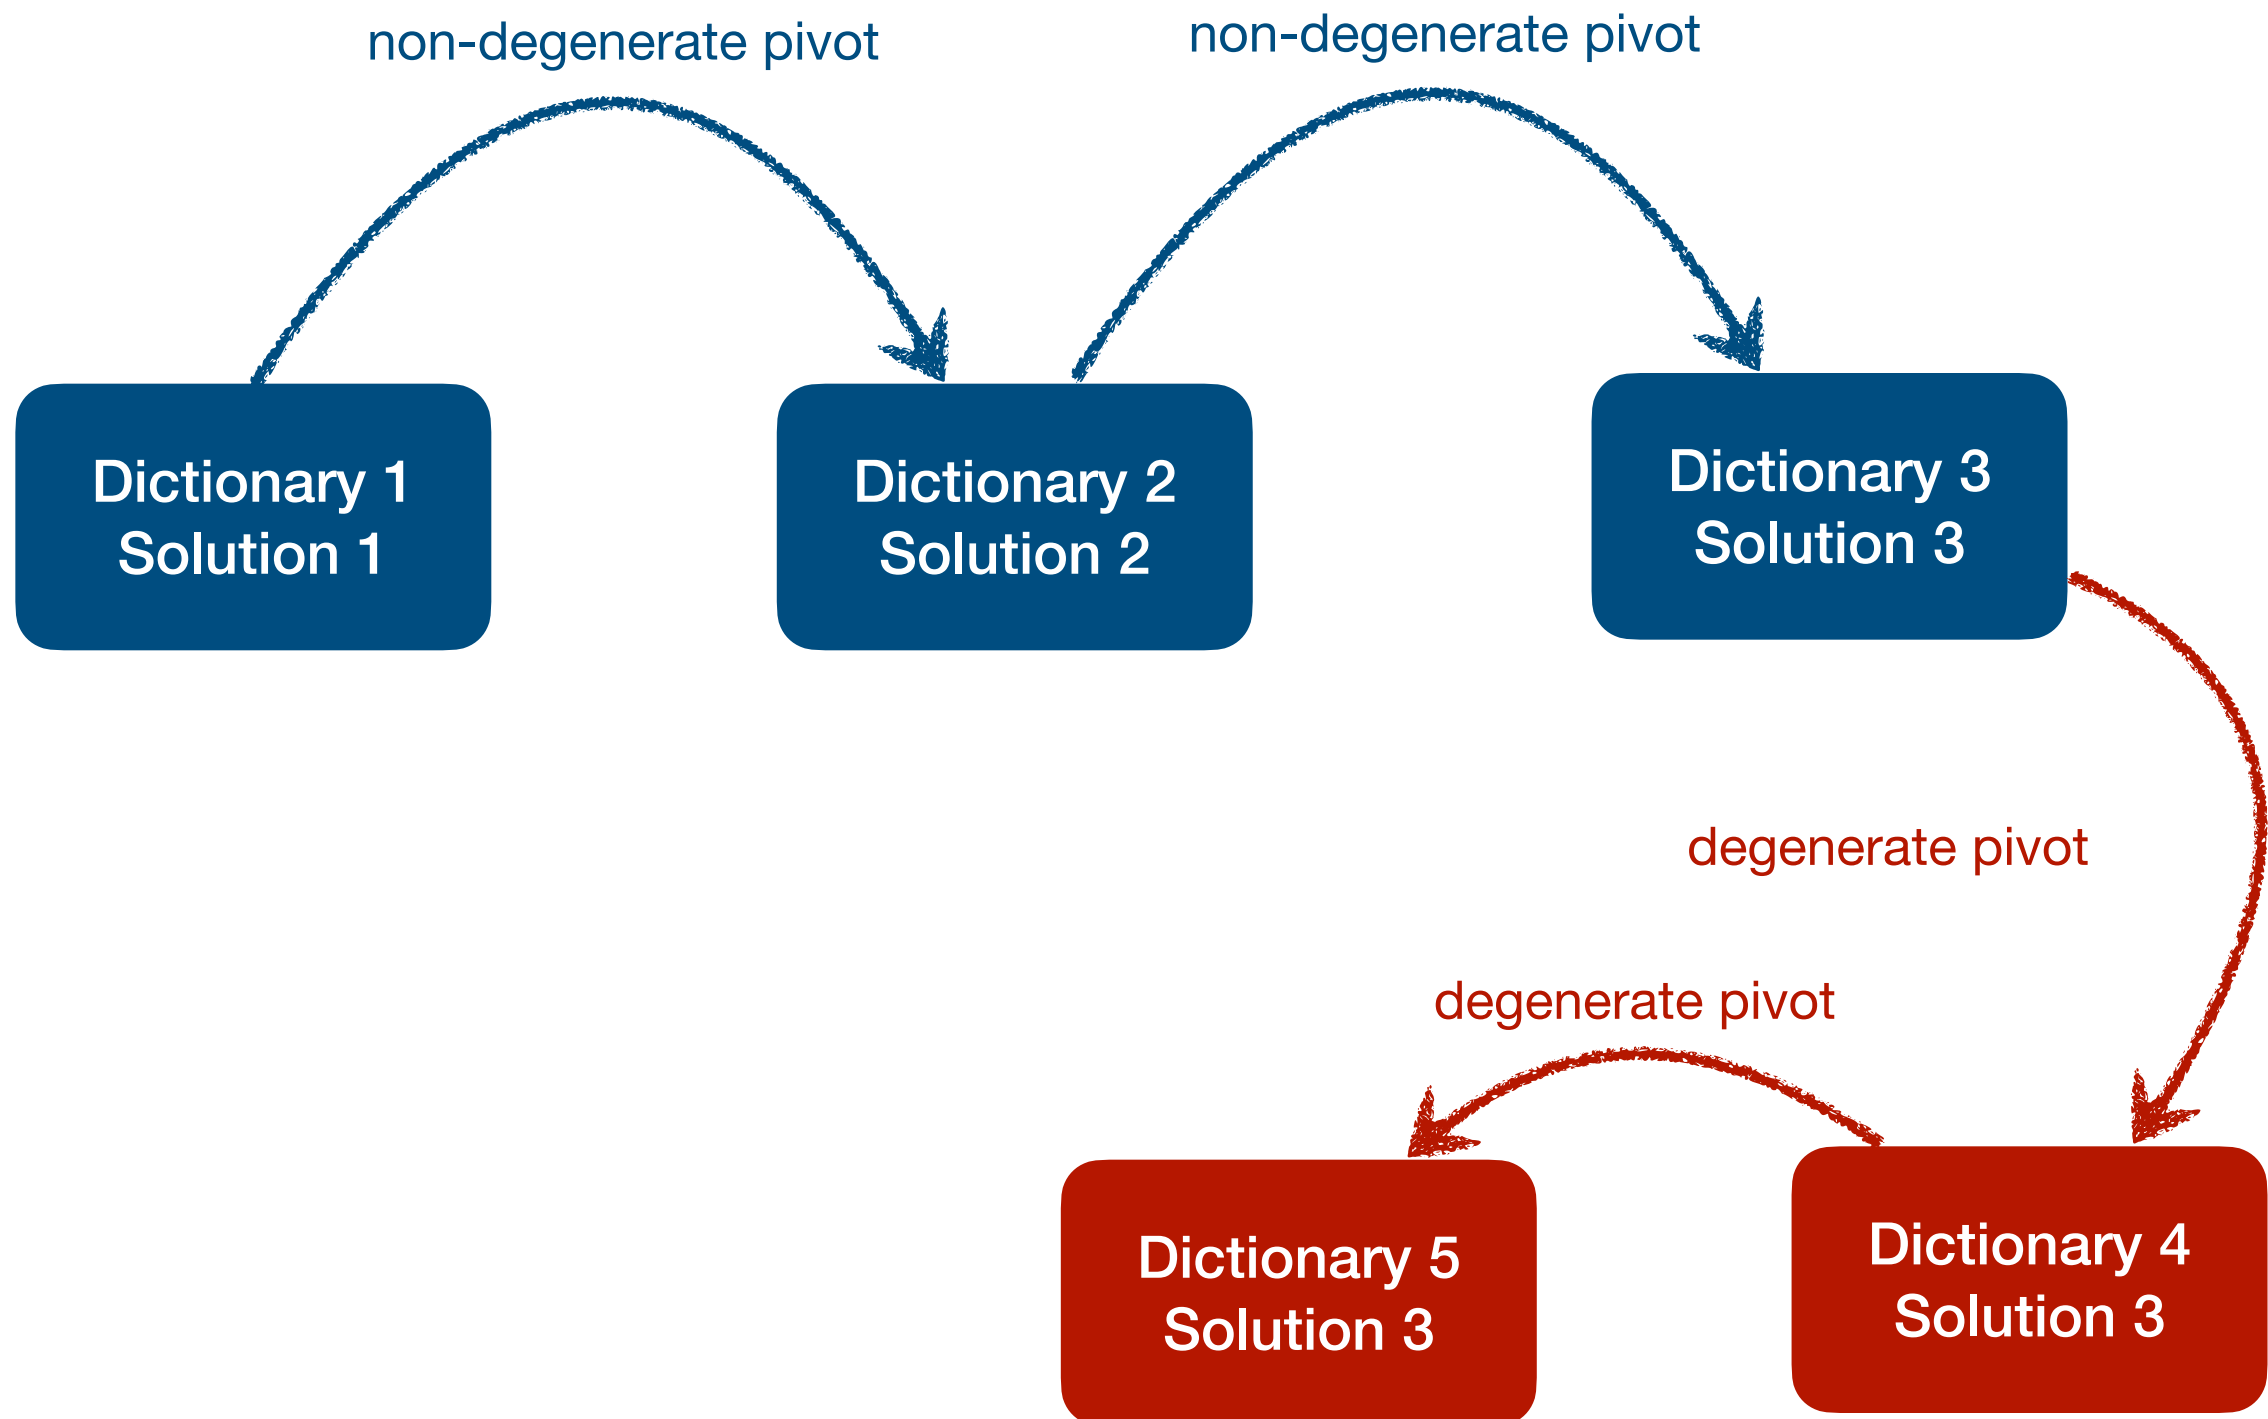 non-degenerate pivot
non-degenerate pivot
Dictionary 1
Solution 1
Dictionary 2
Solution 2
Dictionary 3
Solution 3
degenerate pivot
degenerate pivot
Dictionary 5
Solution 3
Dictionary 4
Solution 3